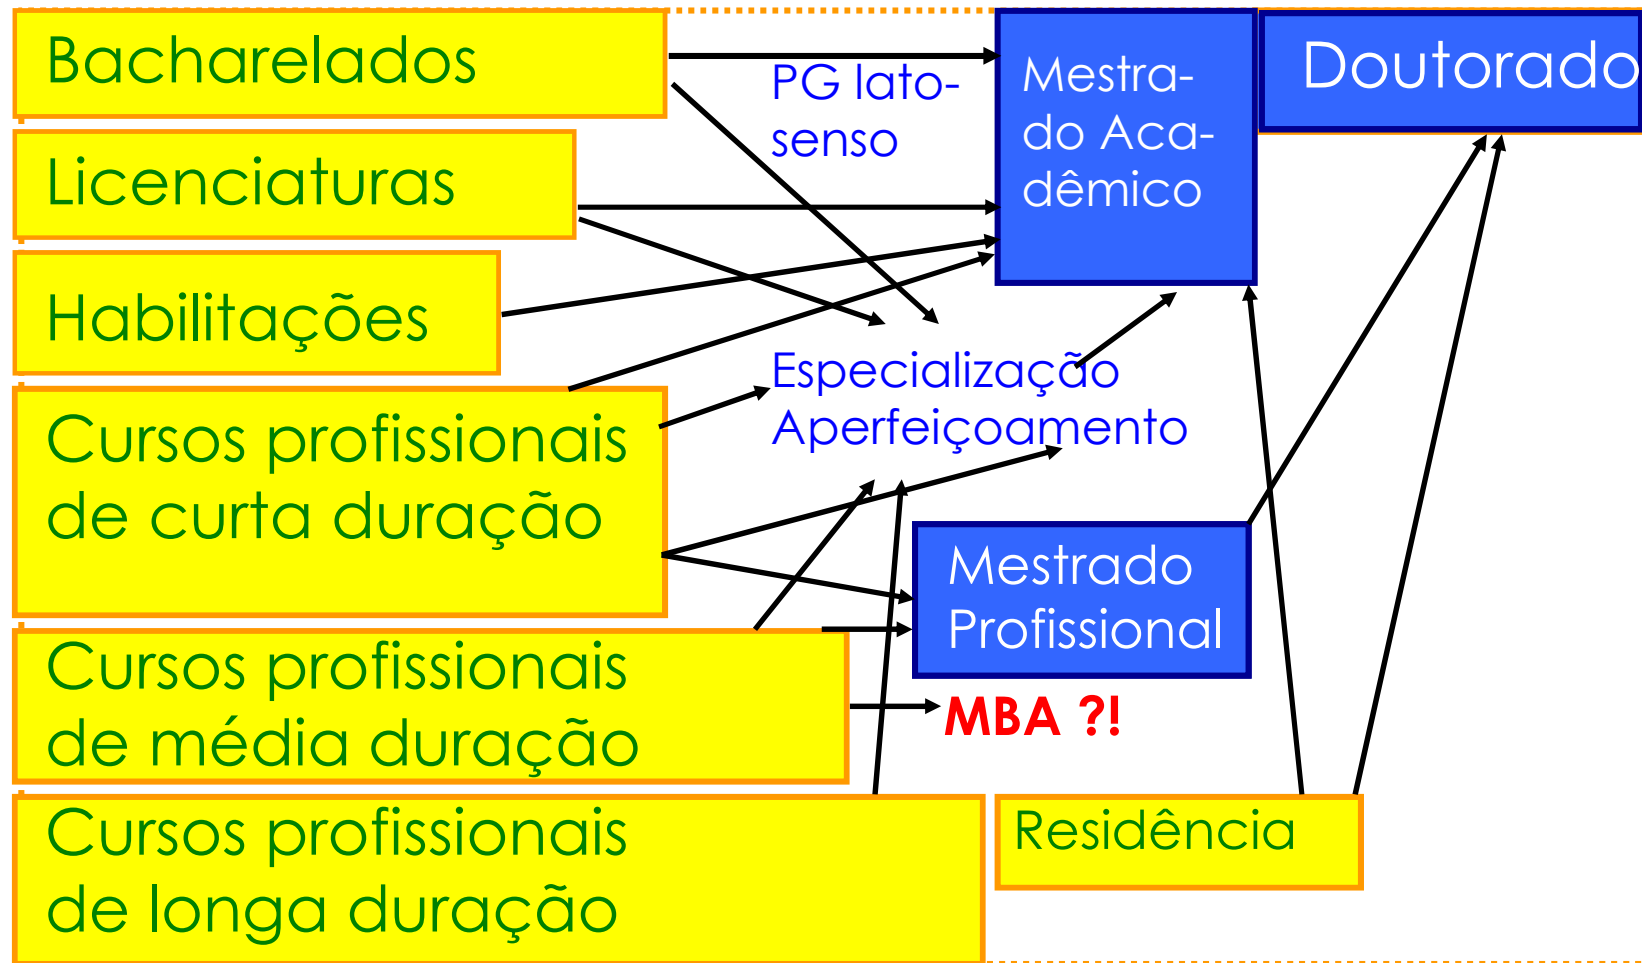 Bacharelados
PG lato-
senso
Mestra-
do Aca-
dêmico
Doutorado
Licenciaturas
Habilitações
Especialização
Aperfeiçoamento
Cursos profissionais
de curta duração
Mestrado
Profissional
Cursos profissionais
de média duração
MBA ?!
Cursos profissionais
de longa duração
Residência